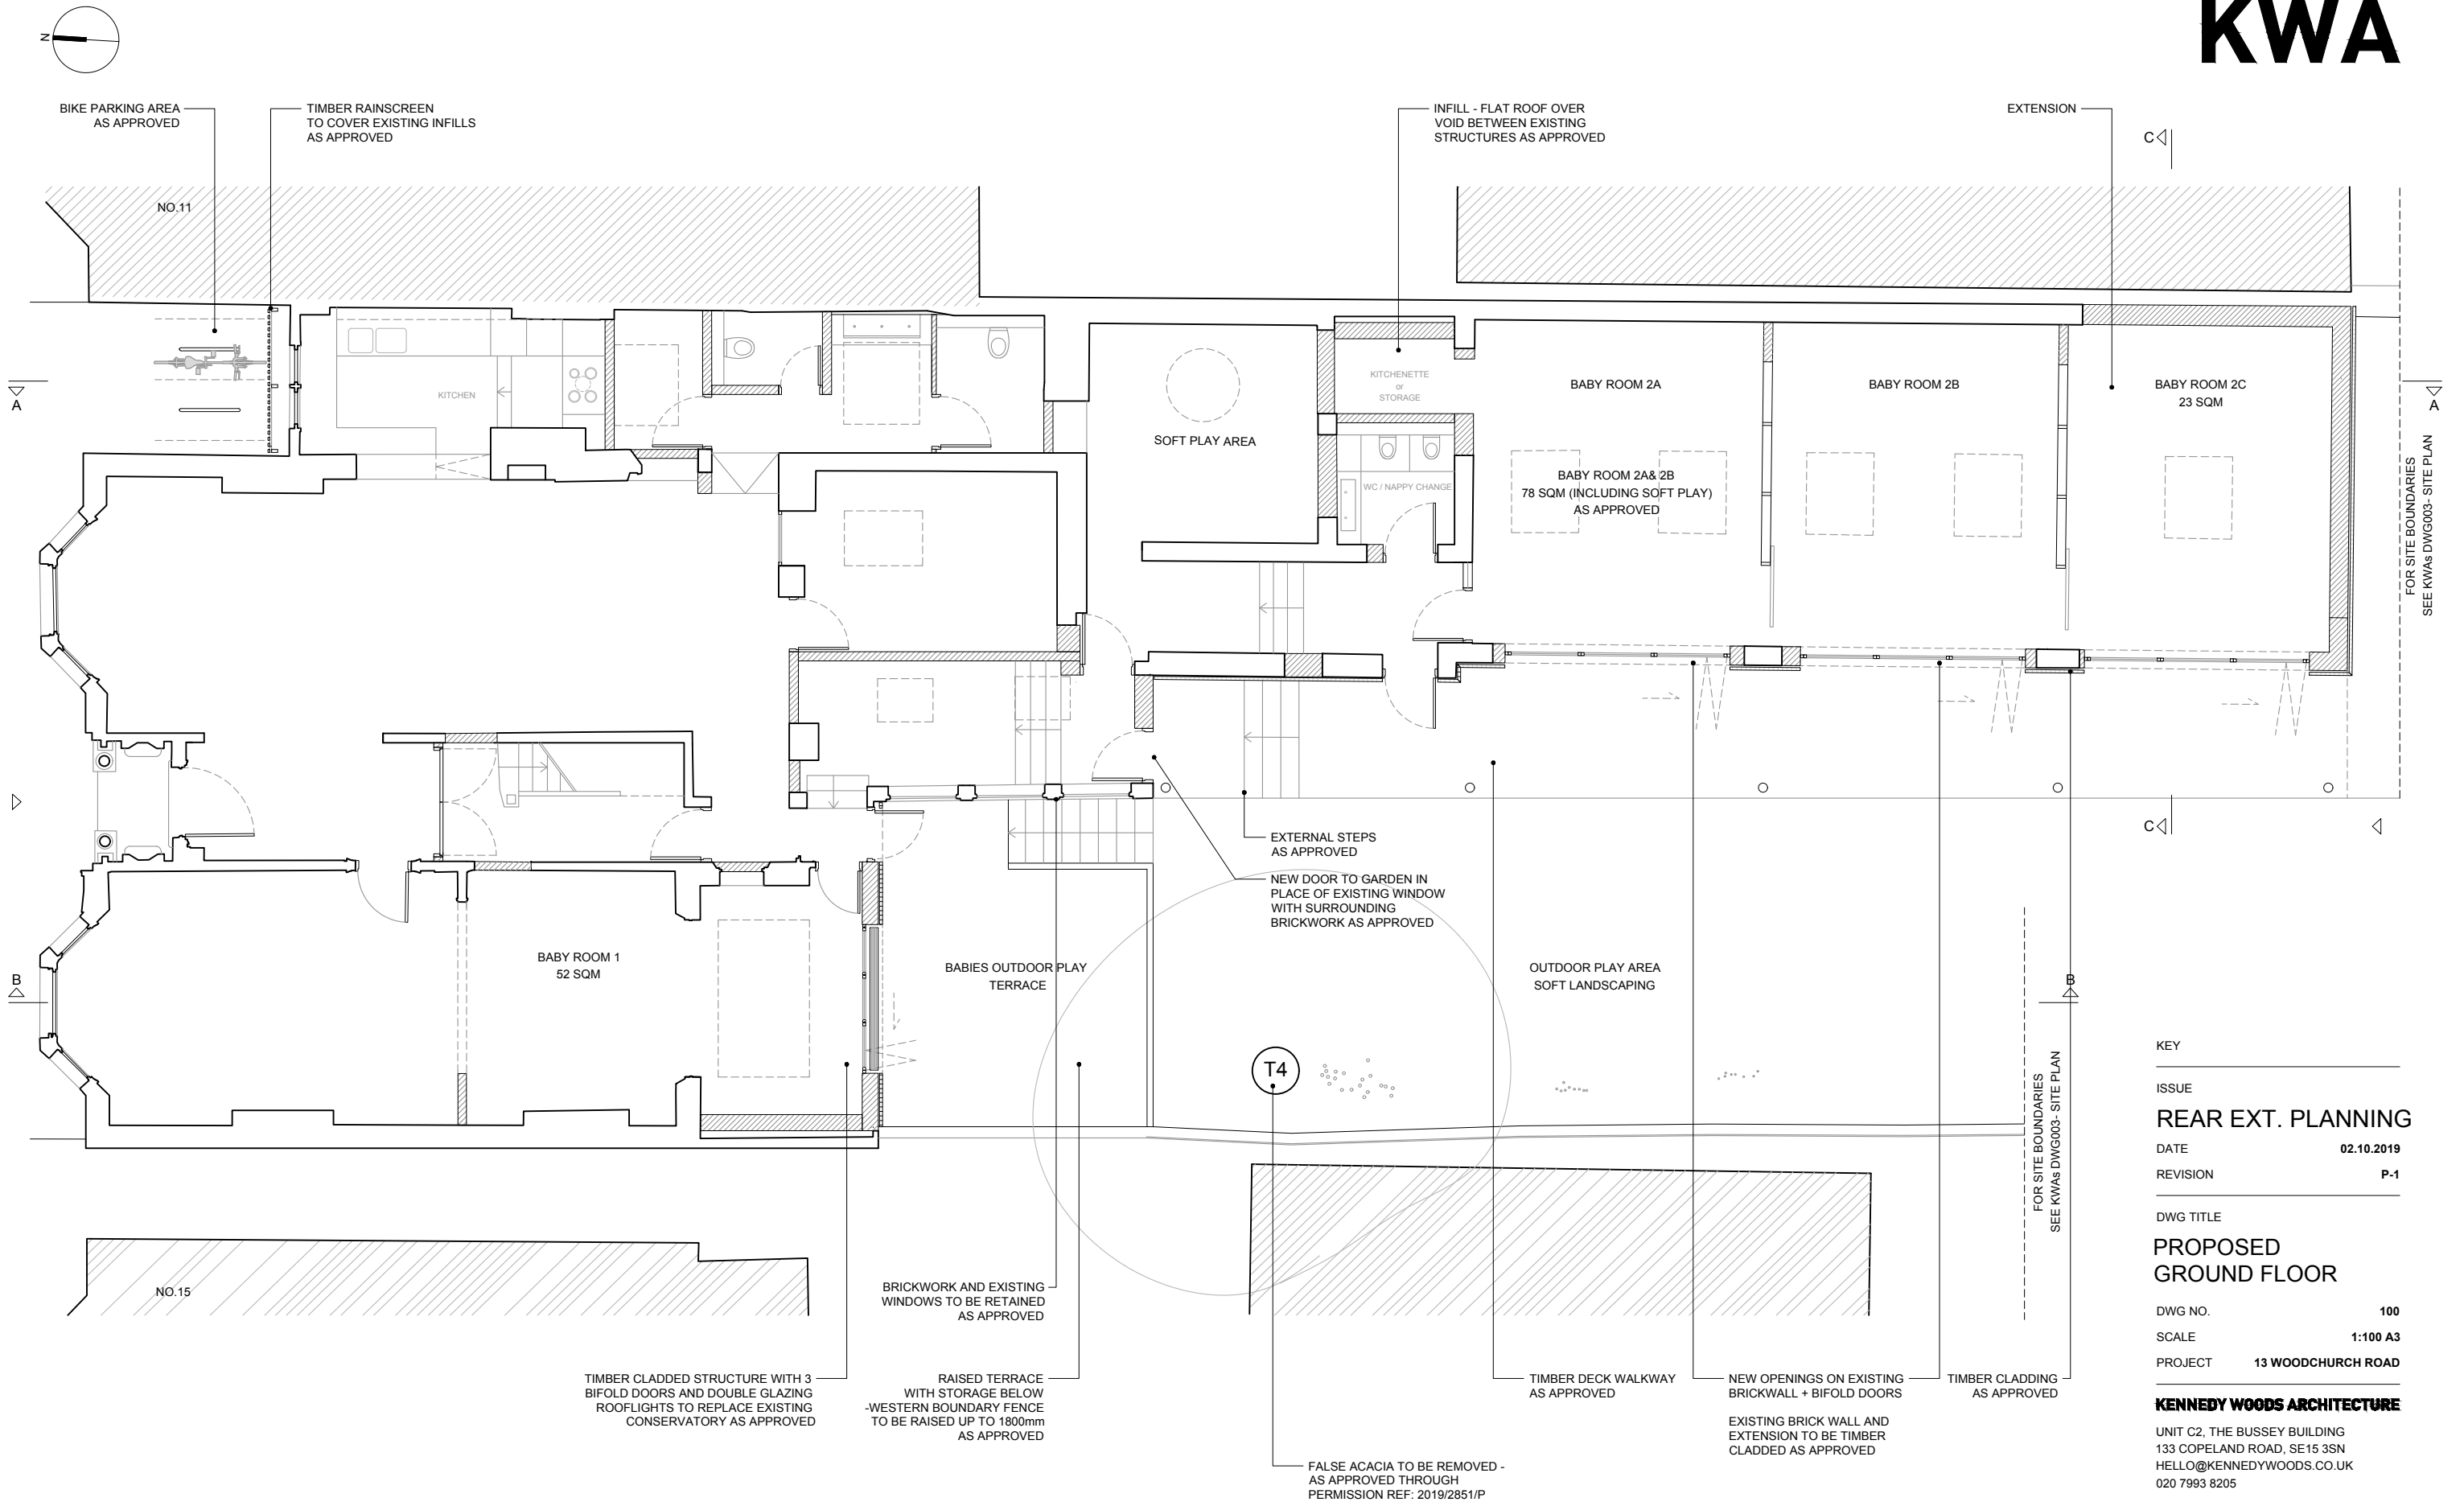 KWA
N
BIKE PARKING AREA
AS APPROVED
TIMBER RAINSCREEN
TO COVER EXISTING INFILLS
AS APPROVED
INFILL - FLAT ROOF OVER
VOID BETWEEN EXISTING
STRUCTURES AS APPROVED
EXTENSION
C
NO.11
KITCHEN
SOFT PLAY AREA
KITCHENETTE
or
STORAGE
WC / NAPPY CHANGE
BABY ROOM 2A
BABY ROOM 2B
BABY ROOM 2C
23 SQM
BABY ROOM 2A& 2B
78 SQM (INCLUDING SOFT PLAY)
AS APPROVED
A
A
FOR SITE BOUNDARIES
SEE KWAs DWG003- SITE PLAN
C
EXTERNAL STEPS
AS APPROVED
NEW DOOR TO GARDEN IN
PLACE OF EXISTING WINDOW
WITH SURROUNDING
BRICKWORK AS APPROVED
BABY ROOM 1
52 SQM
BABIES OUTDOOR PLAY
TERRACE
OUTDOOR PLAY AREA
SOFT LANDSCAPING
B
B
T4
FOR SITE BOUNDARIES
SEE KWAs DWG003- SITE PLAN
NO.15
BRICKWORK AND EXISTING
WINDOWS TO BE RETAINED
AS APPROVED
TIMBER CLADDED STRUCTURE WITH 3
BIFOLD DOORS AND DOUBLE GLAZING
ROOFLIGHTS TO REPLACE EXISTING
CONSERVATORY AS APPROVED
RAISED TERRACE
WITH STORAGE BELOW
-WESTERN BOUNDARY FENCE
TO BE RAISED UP TO 1800mm
AS APPROVED
FALSE ACACIA TO BE REMOVED -
AS APPROVED THROUGH
PERMISSION REF: 2019/2851/P
TIMBER DECK WALKWAY
AS APPROVED
NEW OPENINGS ON EXISTING
BRICKWALL + BIFOLD DOORS
EXISTING BRICK WALL AND
EXTENSION TO BE TIMBER
CLADDED AS APPROVED
TIMBER CLADDING
AS APPROVED
KEY
ISSUE
REAR EXT. PLANNING
DATE 02.10.2019
REVISION P-1
DWG TITLE
PROPOSED
GROUND FLOOR
DWG NO. 100
SCALE 1:100 A3
PROJECT 13 WOODCHURCH ROAD
KENNEDY WOODS ARCHITECTURE
UNIT C2, THE BUSSEY BUILDING
133 COPELAND ROAD, SE15 3SN
HELLO@KENNEDYWOODS.CO.UK
020 7993 8205